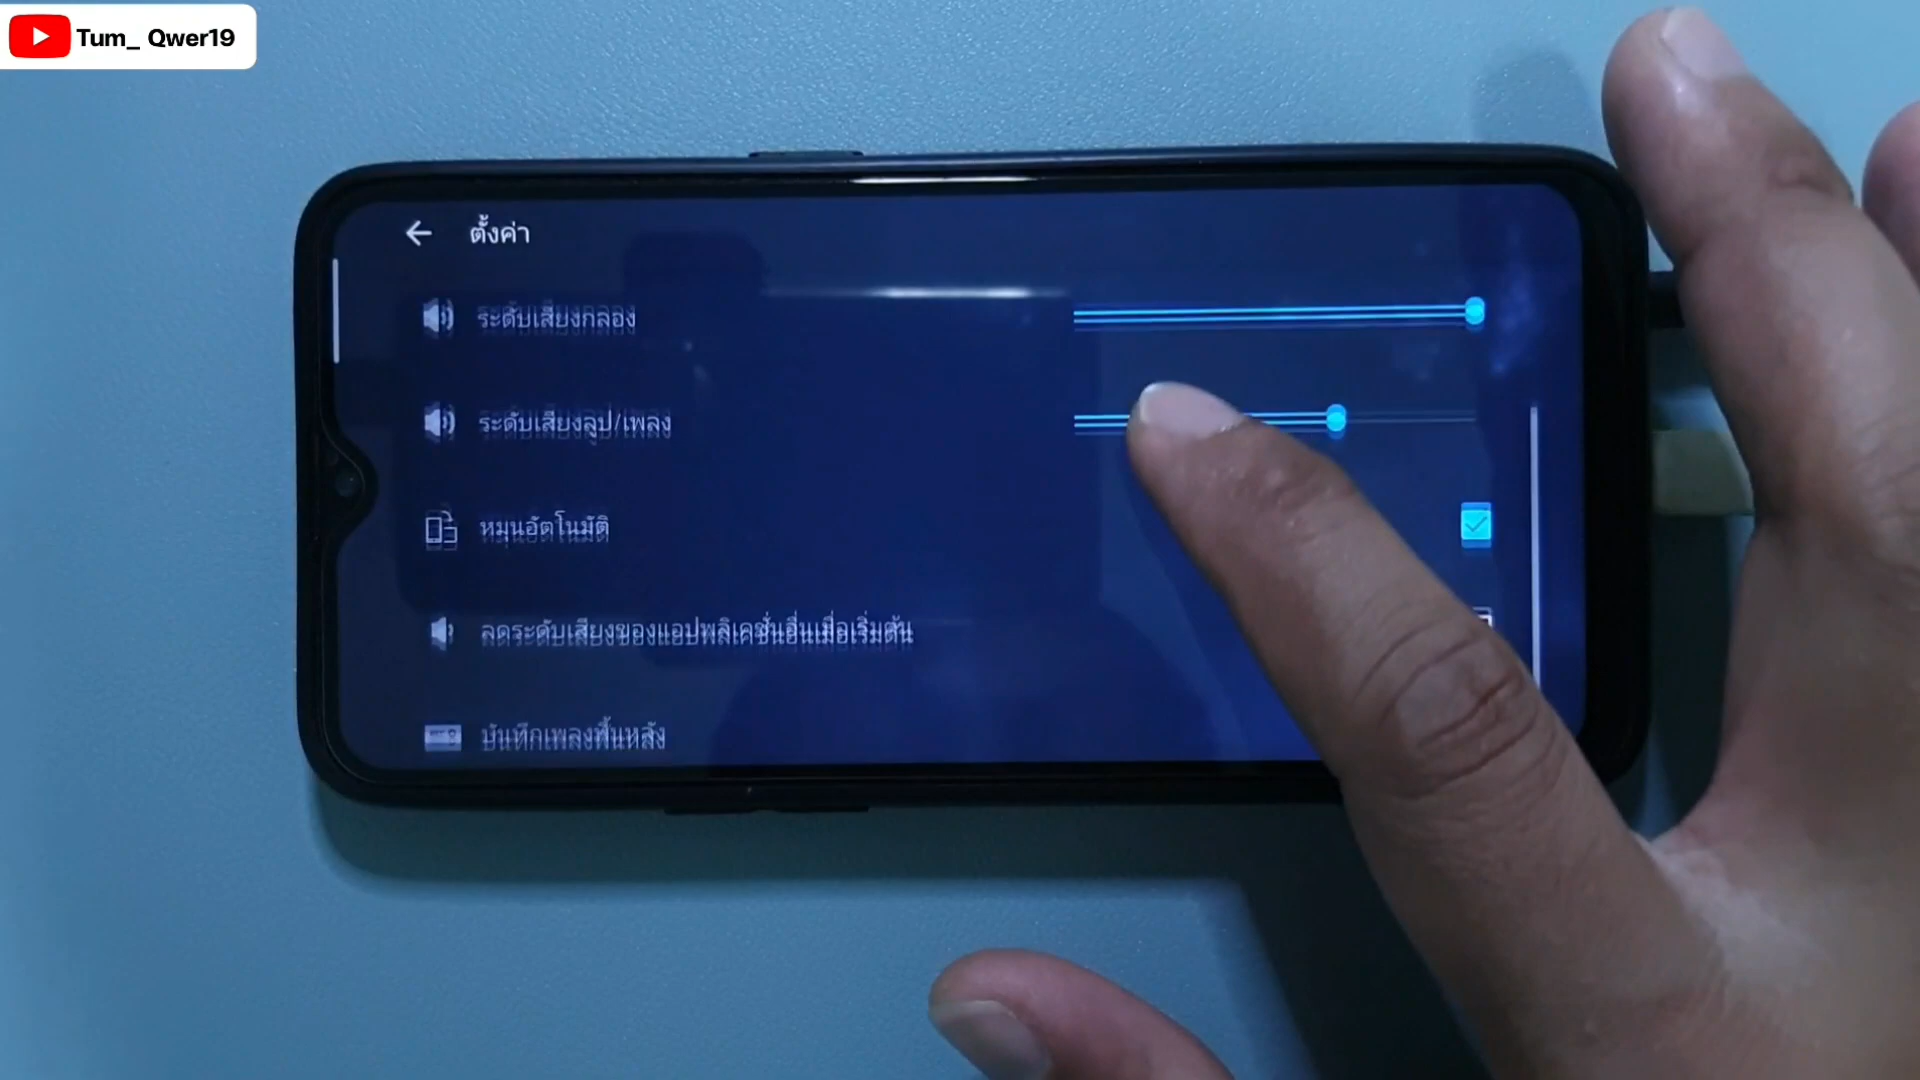 Tum_ Qwer19
ตั้งค่า
ระดับเสียงกลอง
ระดับเสียงลูป/เพลง
หมุนอัตโนมัติ
ลดระดับเสียงของแอปพลิเคชั่นอื่นเมื่อเริ่มต้น
บันทึกเพลงพื้นหลัง